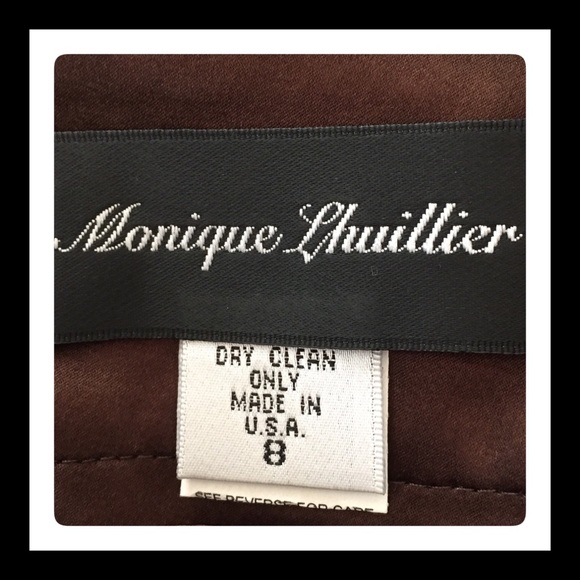 Monique Lhuillier
DRY CLEAN
ONLY
MADE IN
U.S.A.
8
SEE REVERSE FOR CARE